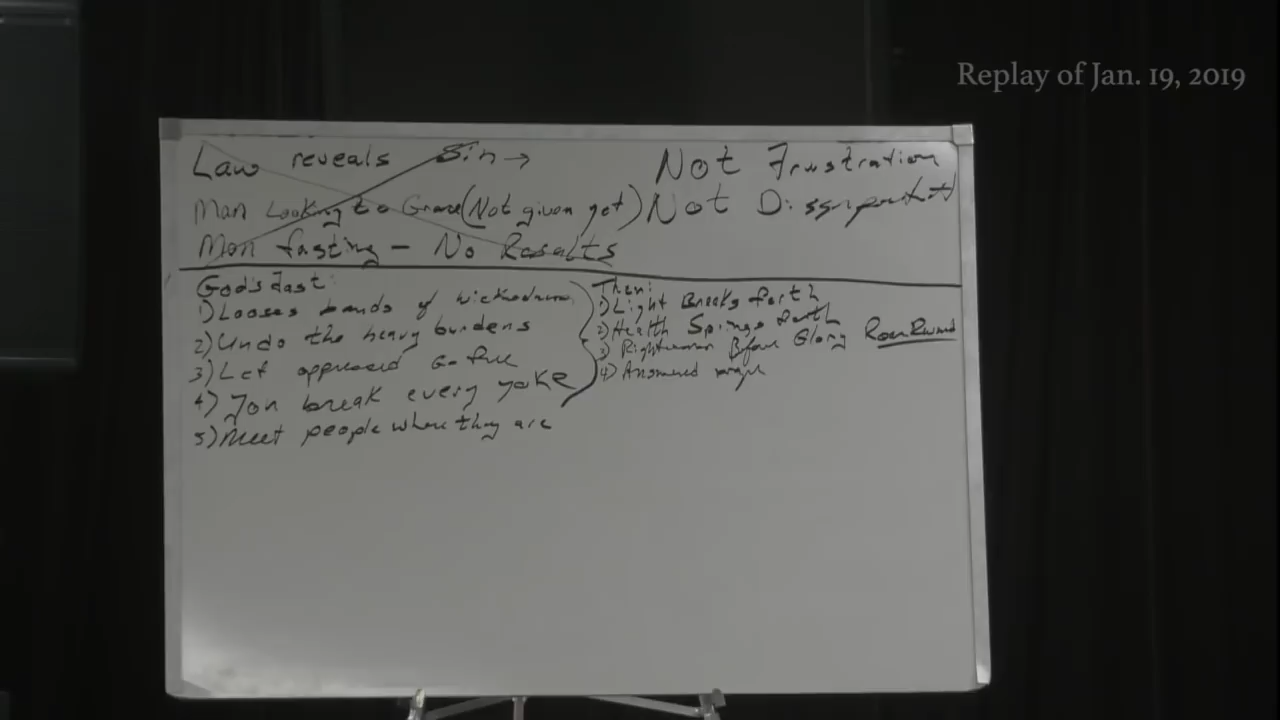 Replay of Jan. 19, 2019
Law reveals Sin → Not Frustration
Man Looking to Grace (Not given yet) Not
Man fasting - No Results
God's Fast:
1) Looses bands of wickedness
2) Undo the heavy burdens
3) Let oppressed Go free
4) You break every yoke
5) Meet people where they are
Then:
1) Light Breaks forth
2) Health Springs forth
3) Before Glory
4) Answered